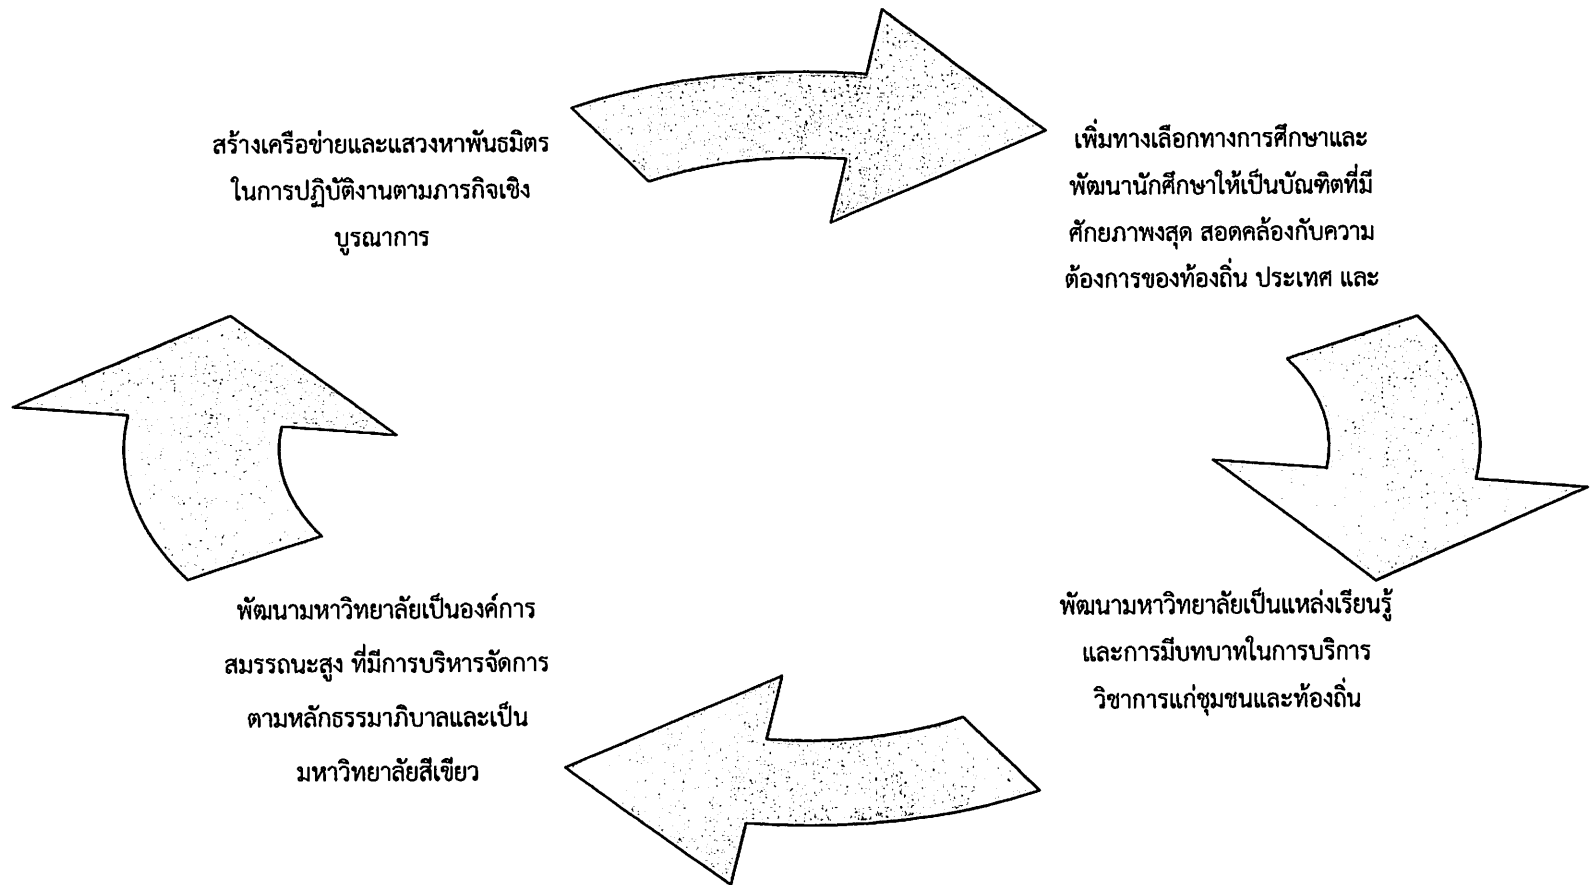 สร้างเครือข่ายและแสวงหาพันธมิตร
ในการปฏิบัติงานตามภารกิจเชิง
บูรณาการ
เพิ่มทางเลือกทางการศึกษาและ
พัฒนานักศึกษาให้เป็นบัณฑิตที่มี
ศักยภาพงสุด สอดคล้องกับความ
ต้องการของท้องถิ่น ประเทศ และ
พัฒนามหาวิทยาลัยเป็นแหล่งเรียนรู้
และการมีบทบาทในการบริการ
วิชาการแก่ชุมชนและท้องถิ่น
พัฒนามหาวิทยาลัยเป็นองค์การ
สมรรถนะสูง ที่มีการบริหารจัดการ
ตามหลักธรรมาภิบาลและเป็น
มหาวิทยาลัยสีเขียว